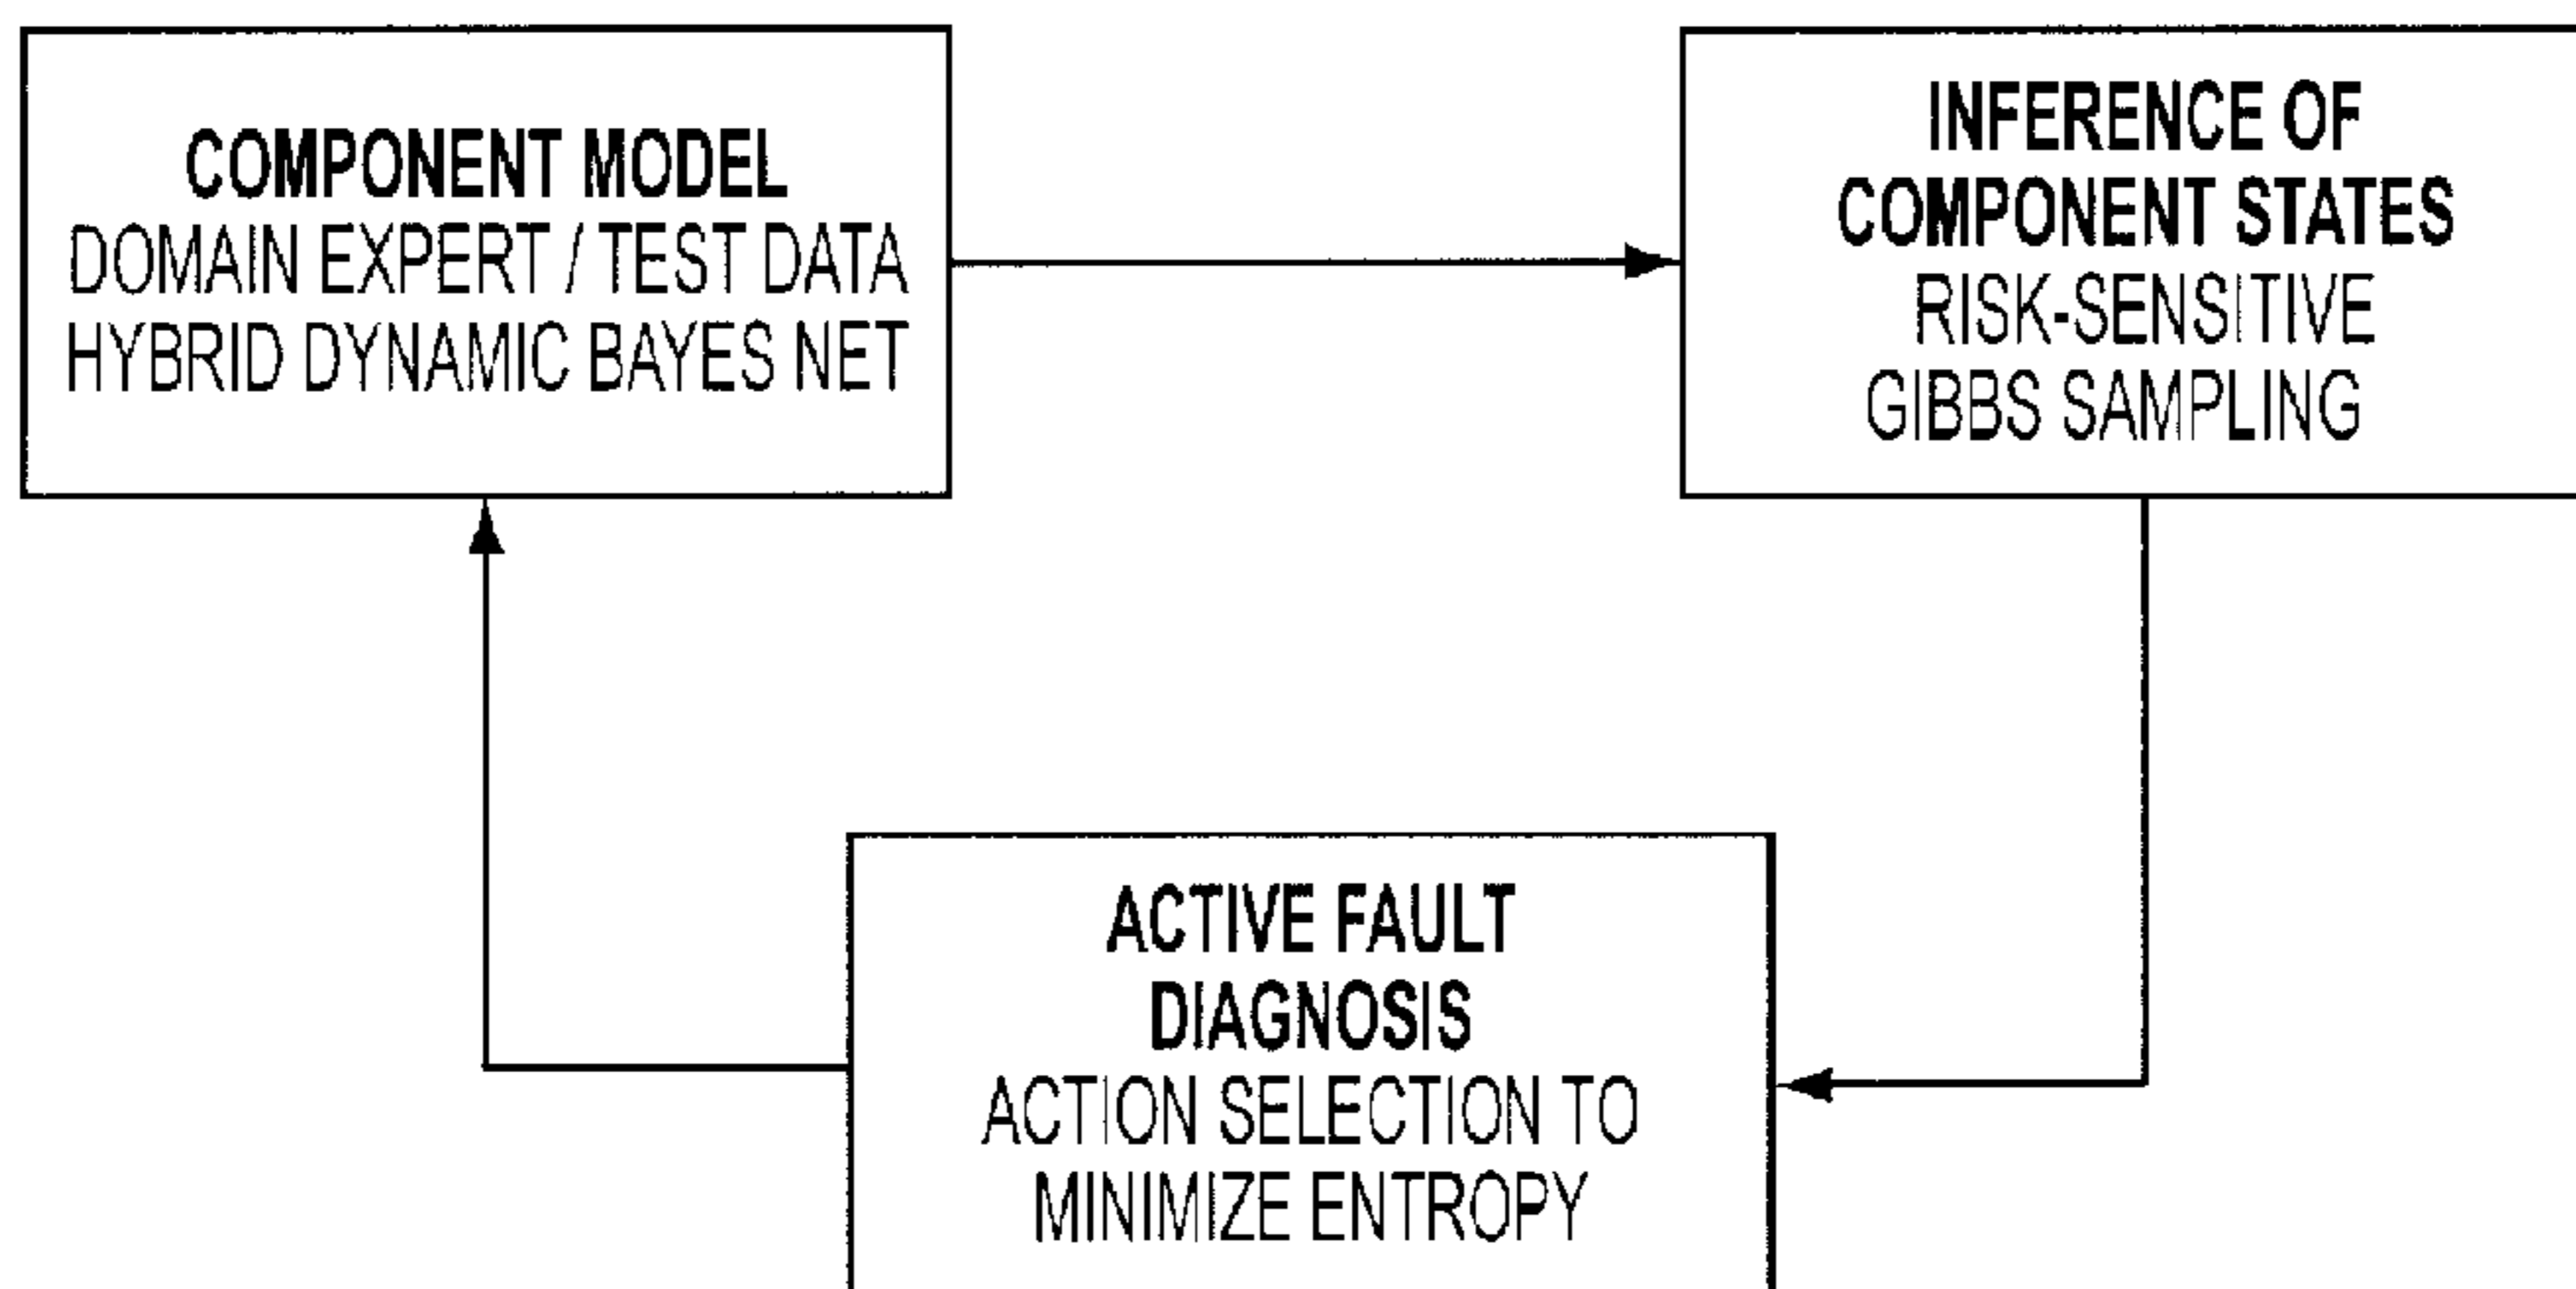 COMPONENT MODEL
DOMAIN EXPERT / TEST DATA
HYBRID DYNAMIC BAYES NET
INFERENCE OF
COMPONENT STATES
RISK-SENSITIVE
GIBBS SAMPLING
ACTIVE FAULT
DIAGNOSIS
ACTION SELECTION TO
MINIMIZE ENTROPY